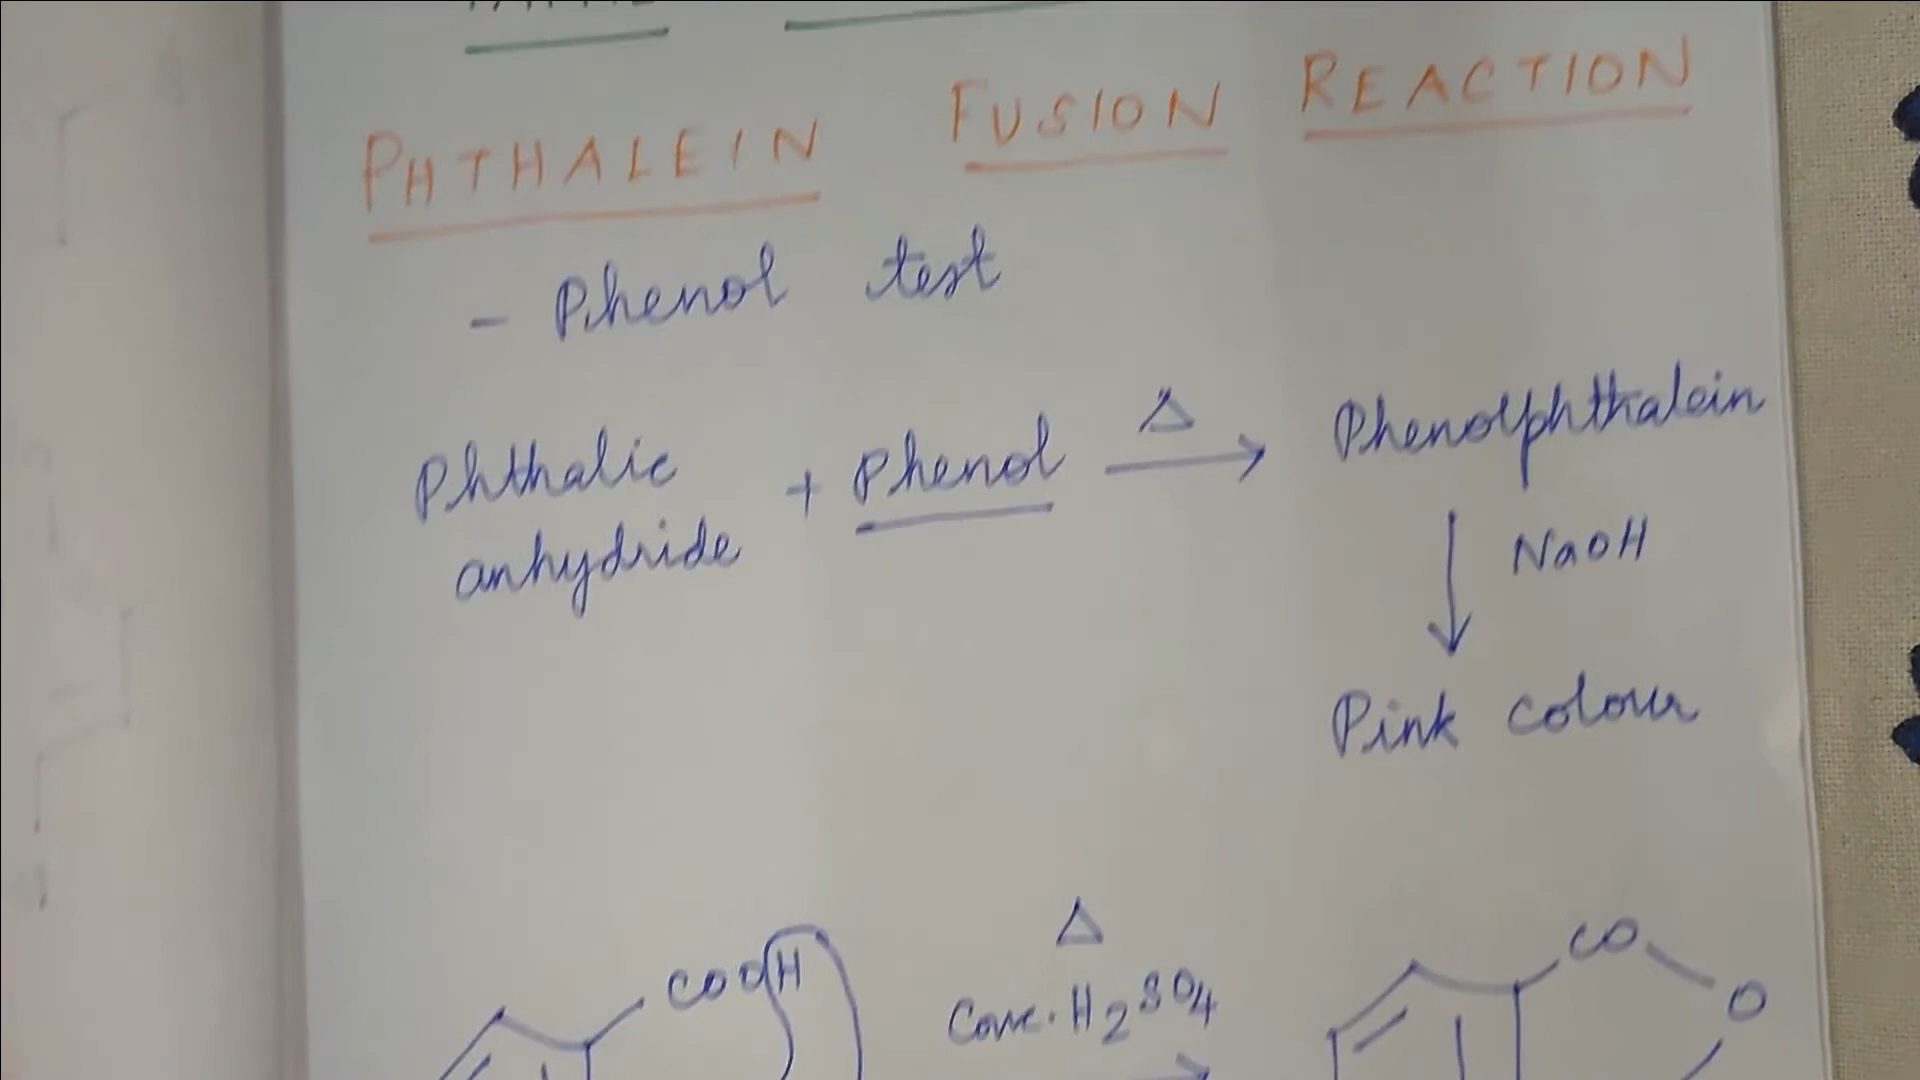 PHTHALEIN FUSION REACTION
- Phenol test
Phthalic anhydride + Phenol Δ → Phenolphthalein
↓ NaOH
Pink colour
COOH
Δ
Conc. H2SO4
→
CO
O